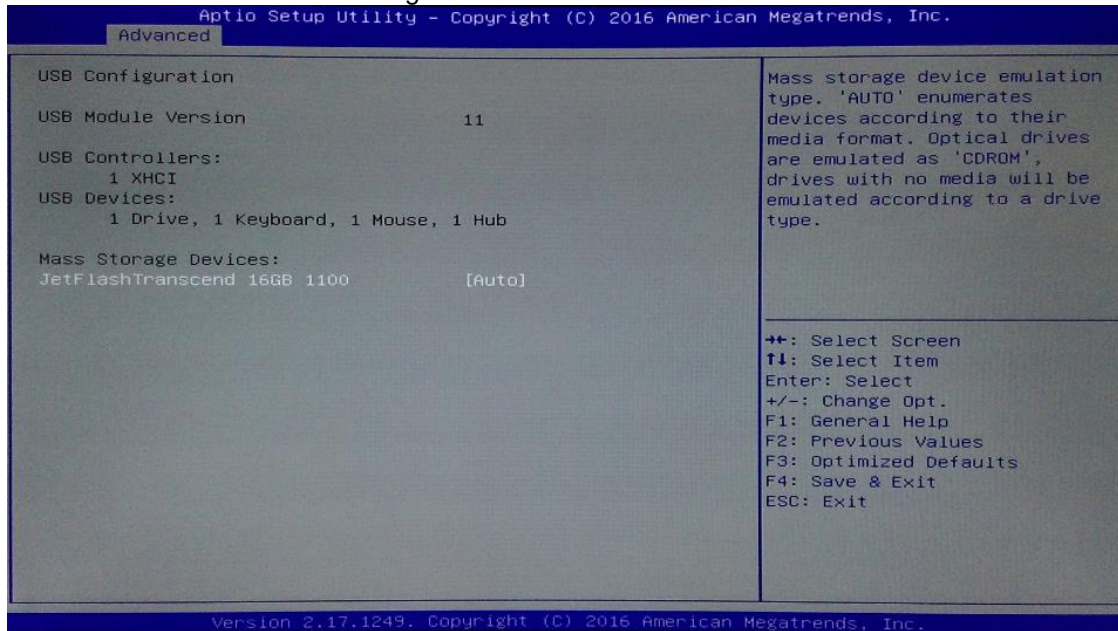 Aptio Setup Utility – Copyright (C) 2016 American Megatrends, Inc.
Advanced
USB Configuration
USB Module Version 11
USB Controllers:
1 XHCI
USB Devices:
1 Drive, 1 Keyboard, 1 Mouse, 1 Hub
Mass Storage Devices:
JetFlashTranscend 16GB 1100 [Auto]
Mass storage device emulation
type. 'AUTO' enumerates
devices according to their
media format. Optical drives
are emulated as 'CDROM',
drives with no media will be
emulated according to a drive
type.
→←: Select Screen
↑↓: Select Item
Enter: Select
+/-: Change Opt.
F1: General Help
F2: Previous Values
F3: Optimized Defaults
F4: Save & Exit
ESC: Exit
Version 2.17.1249. Copyright (C) 2016 American Megatrends, Inc.